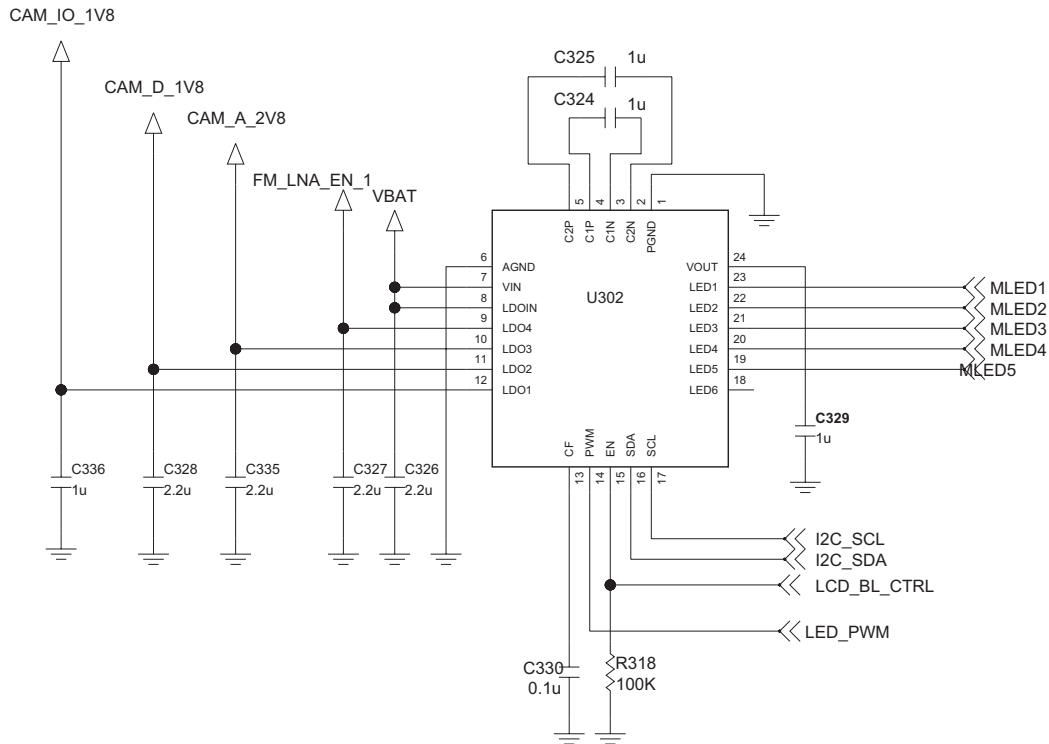 CAM_IO_1V8
CAM_D_1V8
CAM_A_2V8
FM_LNA_EN_1
VBAT
C325 1u
C324 1u
5 4 3 2 1
C2P C1P C1N C2N PGND
U302
6 AGND
7 VIN
8 LDOIN
9 LDO4
10 LDO3
11 LDO2
12 LDO1
VOUT 24
LED1 23 MLED1
LED2 22 MLED2
LED3 21 MLED3
LED4 20 MLED4
LED5 19 MLED5
LED6 18
CF PWM EN SDA SCL
13 14 15 16 17
C329
1u
C336
1u
C328
2.2u
C335
2.2u
C327
2.2u
C326
2.2u
I2C_SCL
I2C_SDA
LCD_BL_CTRL
LED_PWM
C330
0.1u
R318
100K